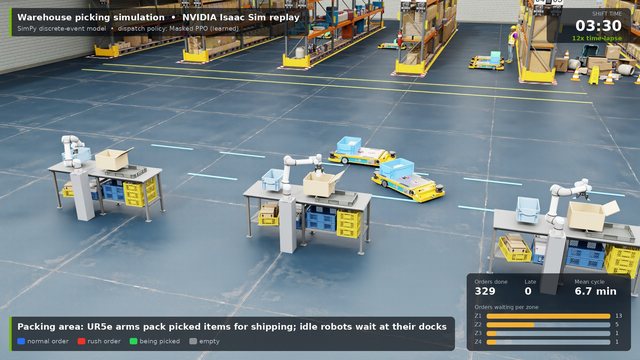 Warehouse picking simulation • NVIDIA Isaac Sim replay
SimPy discrete-event model • dispatch policy: Masked PPO (learned)
SHIFT TIME
03:30
12x time-lapse
Orders done
Late
Mean cycle
329
0
6.7 min
Orders waiting per zone
Z1 13
Z2 5
Z3 1
Z4 1
Packing area: UR5e arms pack picked items for shipping; idle robots wait at their docks
normal order
rush order
being picked
empty